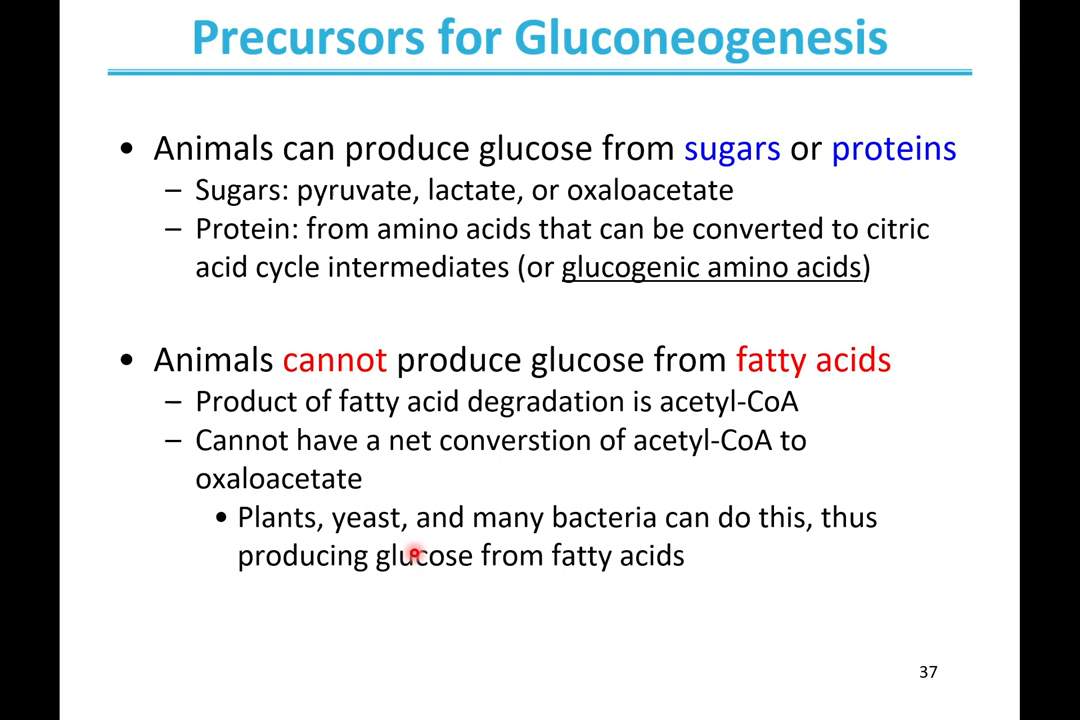 Precursors for Gluconeogenesis
• Animals can produce glucose from sugars or proteins
– Sugars: pyruvate, lactate, or oxaloacetate
– Protein: from amino acids that can be converted to citric
acid cycle intermediates (or glucogenic amino acids)
• Animals cannot produce glucose from fatty acids
– Product of fatty acid degradation is acetyl-CoA
– Cannot have a net converstion of acetyl-CoA to
oxaloacetate
• Plants, yeast, and many bacteria can do this, thus
producing glucose from fatty acids
37